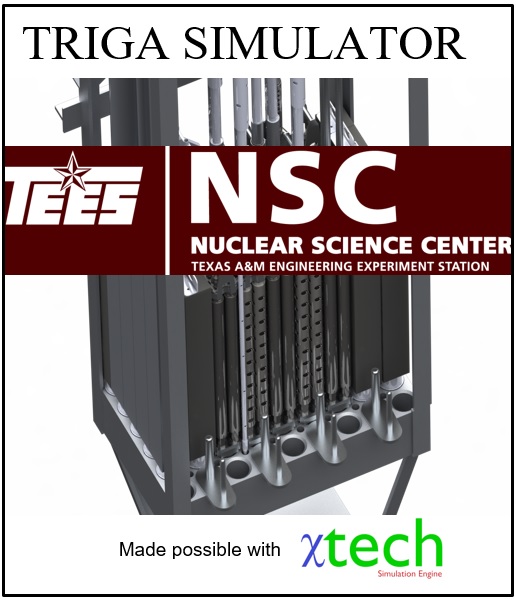 TRIGA SIMULATOR
TEES
NSC
NUCLEAR SCIENCE CENTER
TEXAS A&M ENGINEERING EXPERIMENT STATION
Made possible with χtech
Simulation Engine